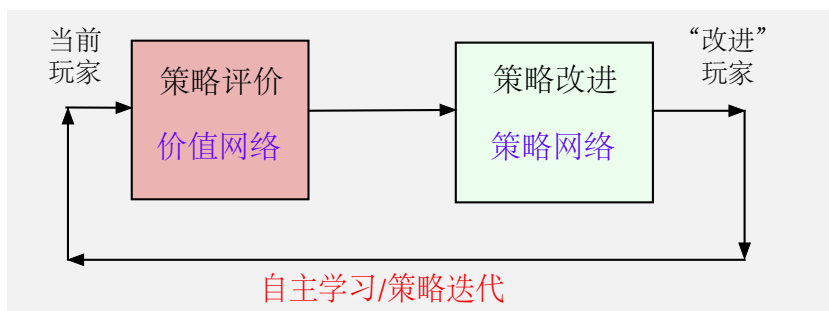 当前
玩家
策略评价
价值网络
策略改进
策略网络
“改进”
玩家
自主学习/策略迭代